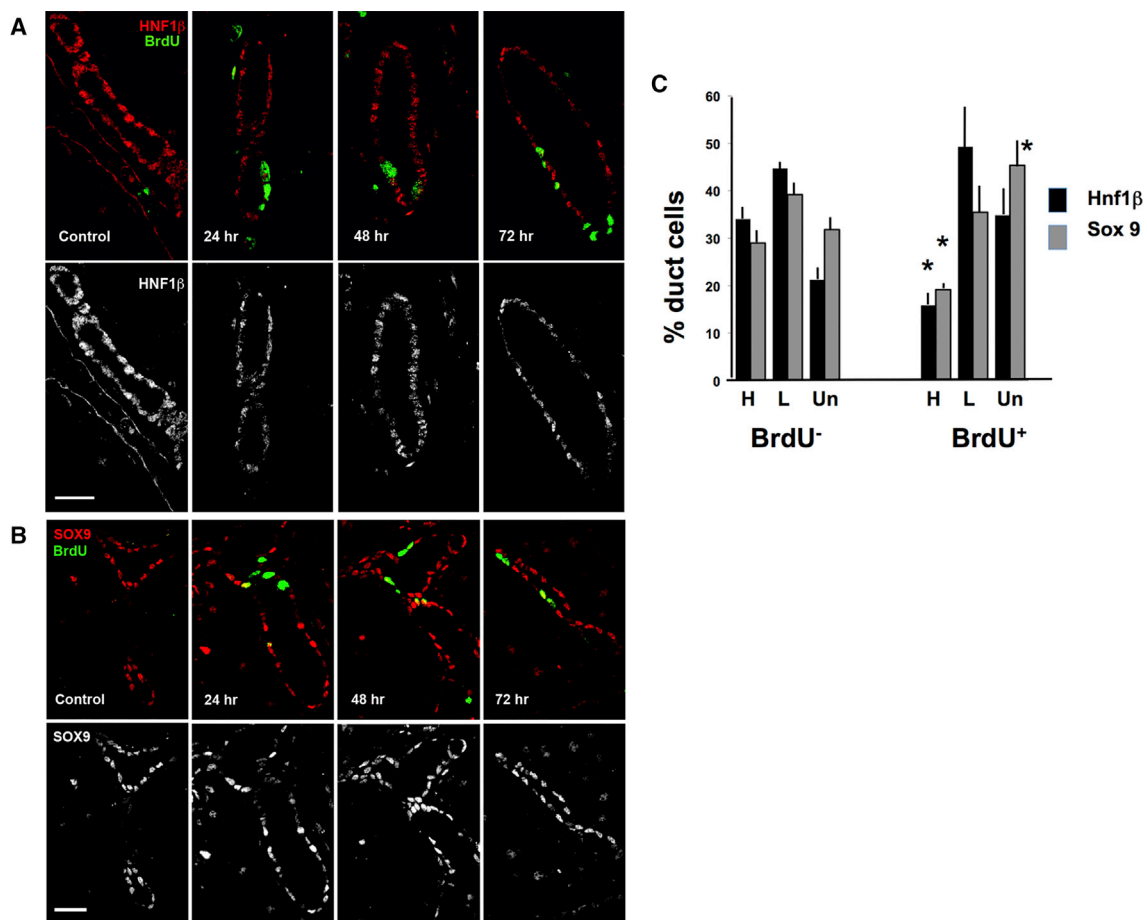 A
HNF1β
BrdU
Control
24 hr
48 hr
72 hr
HNF1β
B
SOX9
BrdU
Control
24 hr
48 hr
72 hr
SOX9
C
60
50
40
30
20
10
0
% duct cells
* * *
H L Un H L Un
BrdU- BrdU+
Hnf1β
Sox 9